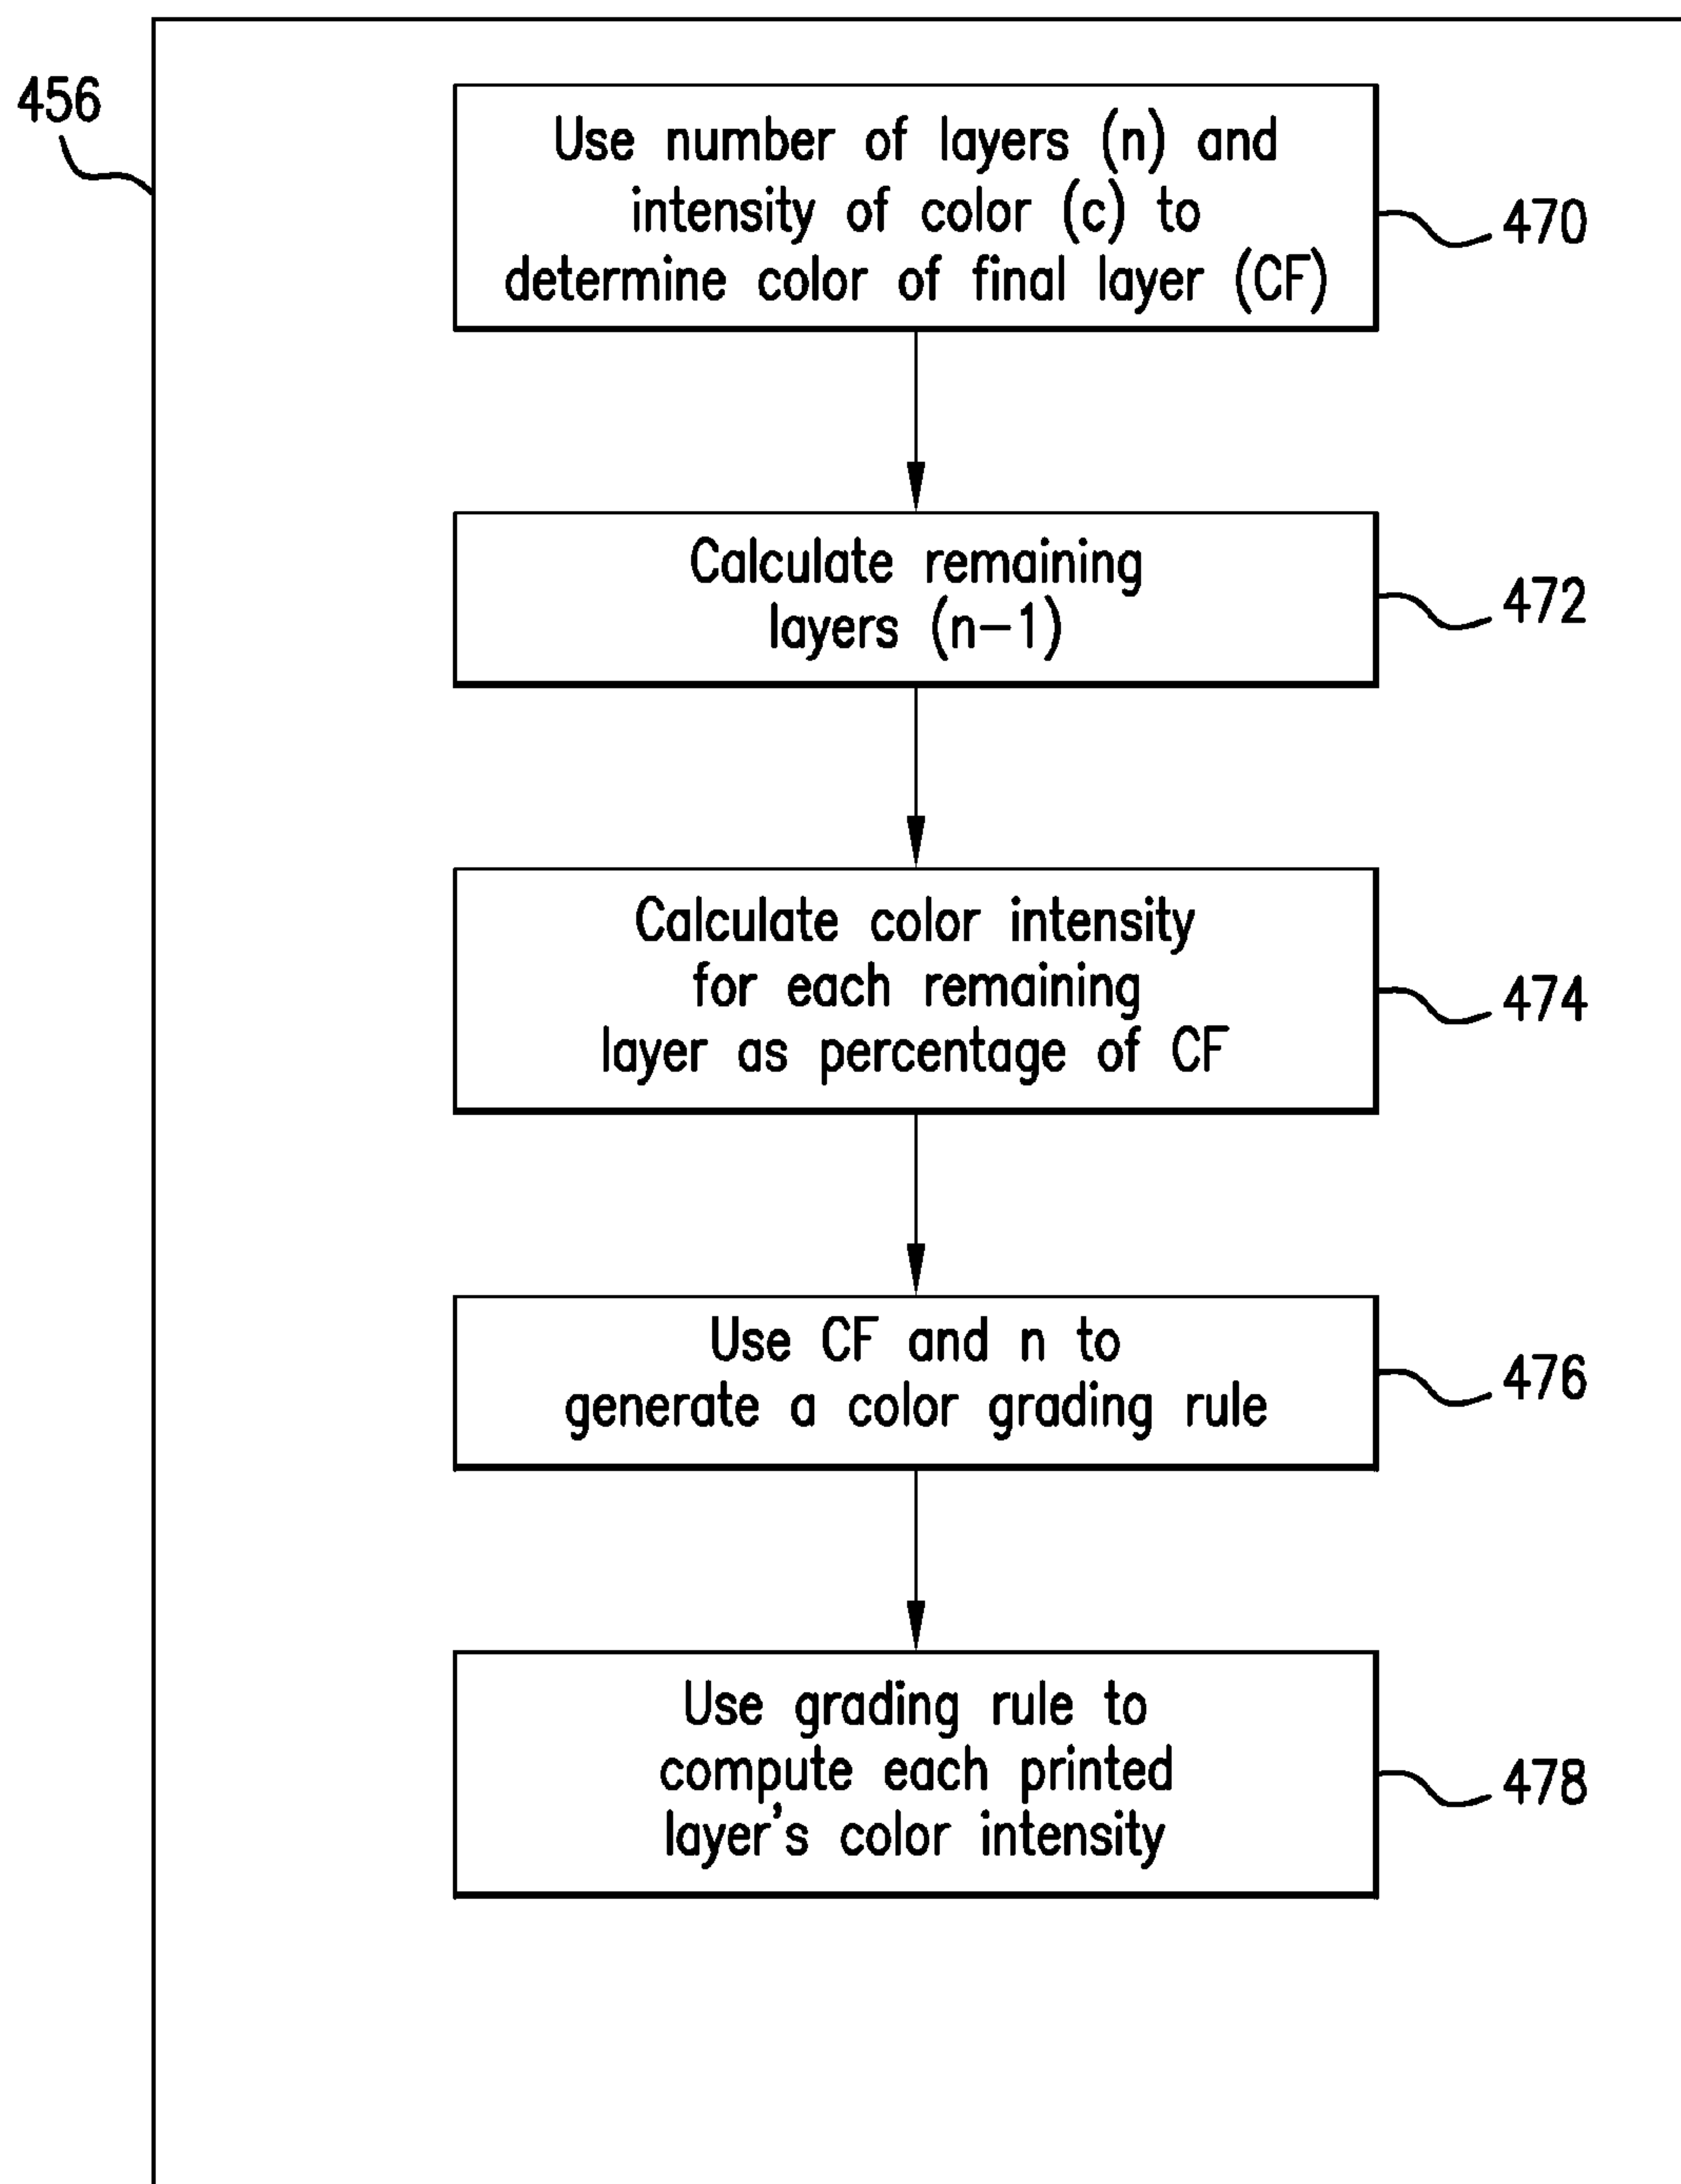 456
Use number of layers (n) and
intensity of color (c) to
determine color of final layer (CF)
470
Calculate remaining
layers (n-1)
472
Calculate color intensity
for each remaining
layer as percentage of CF
474
Use CF and n to
generate a color grading rule
476
Use grading rule to
compute each printed
layer's color intensity
478